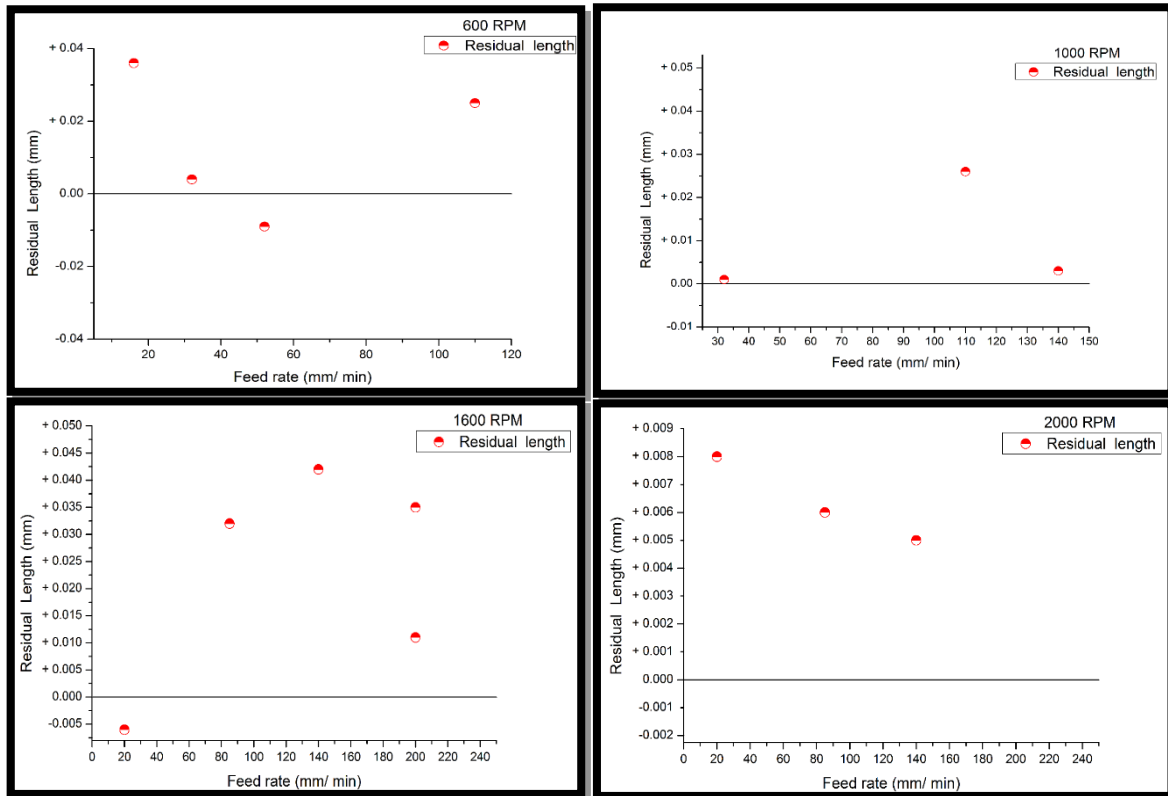 600 RPM
Residual length
+ 0.04
+ 0.02
0.00
-0.02
-0.04
Residual Length (mm)
20 40 60 80 100 120
Feed rate (mm/ min)
1000 RPM
Residual length
+ 0.05
+ 0.04
+ 0.03
+ 0.02
+ 0.01
0.00
-0.01
Residual Length (mm)
30 40 50 60 70 80 90 100 110 120 130 140 150
Feed rate (mm/ min)
1600 RPM
Residual length
+ 0.050
+ 0.045
+ 0.040
+ 0.035
+ 0.030
+ 0.025
+ 0.020
+ 0.015
+ 0.010
+ 0.005
0.000
-0.005
Residual Length (mm)
0 20 40 60 80 100 120 140 160 180 200 220 240
Feed rate (mm/ min)
2000 RPM
Residual length
+ 0.009
+ 0.008
+ 0.007
+ 0.006
+ 0.005
+ 0.004
+ 0.003
+ 0.002
+ 0.001
0.000
-0.001
-0.002
Residual Length (mm)
0 20 40 60 80 100 120 140 160 180 200 220 240
Feed rate (mm/ min)